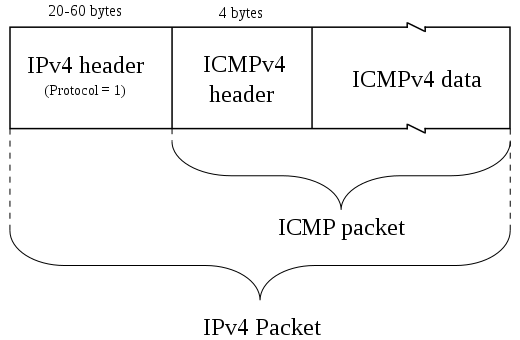 20-60 bytes
4 bytes
IPv4 header
(Protocol = 1)
ICMPv4
header
ICMPv4 data
ICMP packet
IPv4 Packet